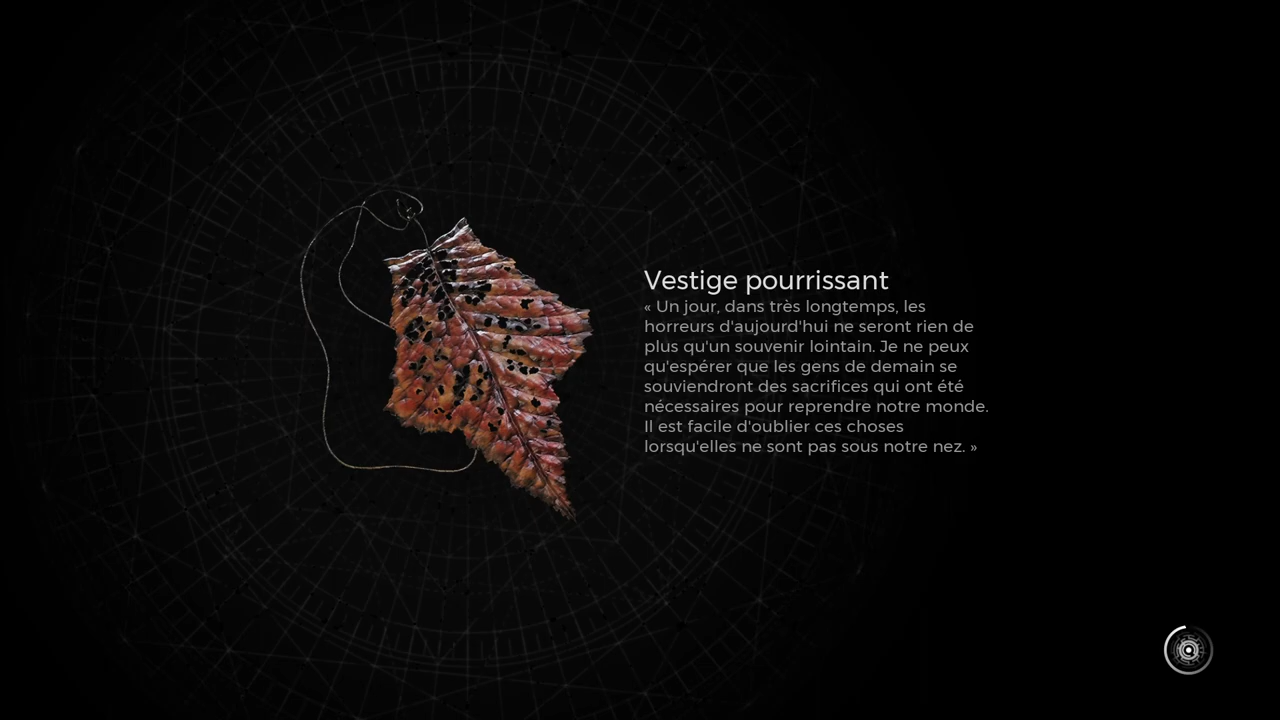 Vestige pourrissant
« Un jour, dans très longtemps, les
horreurs d'aujourd'hui ne seront rien de
plus qu'un souvenir lointain. Je ne peux
qu'espérer que les gens de demain se
souviendront des sacrifices qui ont été
nécessaires pour reprendre notre monde.
Il est facile d'oublier ces choses
lorsqu'elles ne sont pas sous notre nez. »